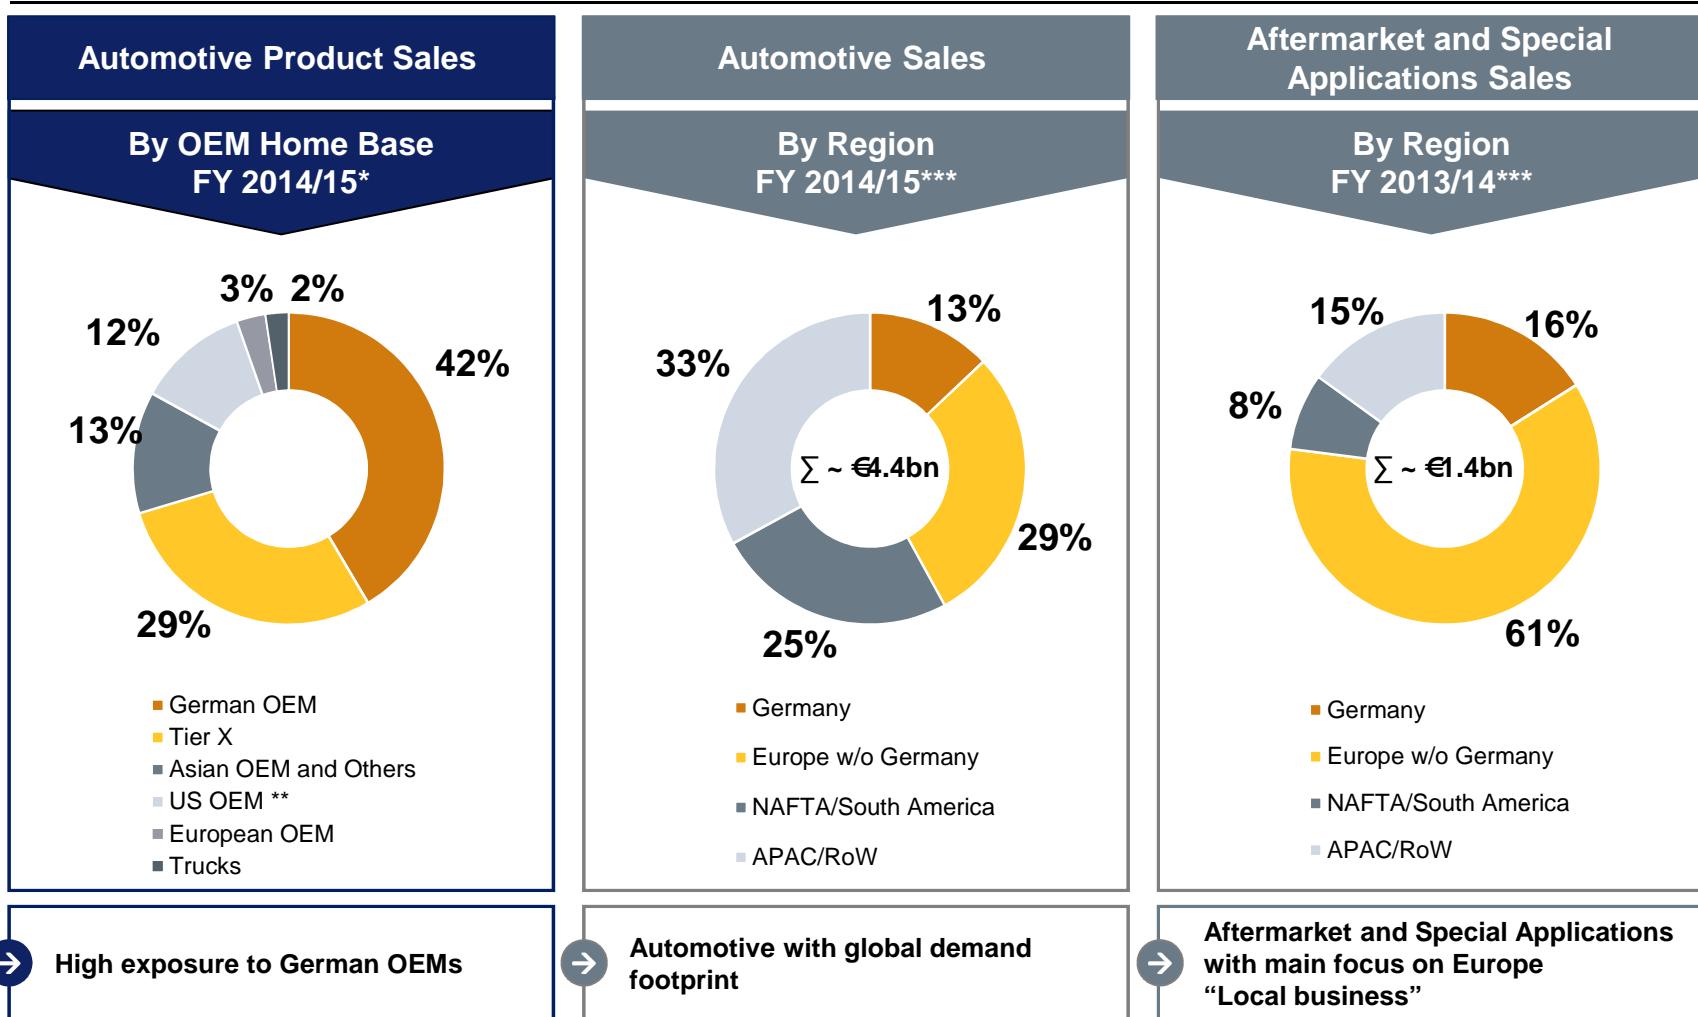 Automotive Product Sales
By OEM Home Base
FY 2014/15*
3% 2%
12%
42%
13%
29%
German OEM
Tier X
Asian OEM and Others
US OEM **
European OEM
Trucks
High exposure to German OEMs
Automotive Sales
By Region
FY 2014/15***
13%
33%
∑ ~ €4.4bn
29%
25%
Germany
Europe w/o Germany
NAFTA/South America
APAC/RoW
Automotive with global demand
footprint
Aftermarket and Special
Applications Sales
By Region
FY 2013/14***
15%
16%
8%
∑ ~ €1.4bn
61%
Germany
Europe w/o Germany
NAFTA/South America
APAC/RoW
Aftermarket and Special Applications
with main focus on Europe
“Local business”